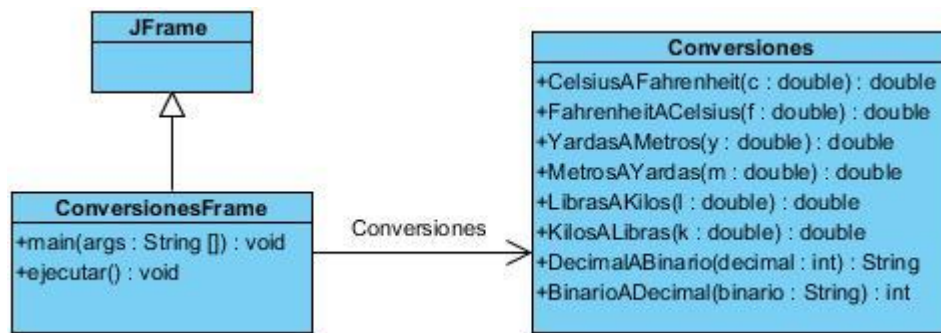 JFrame
ConversionesFrame
+main(args : String []) : void
+ejecutar() : void
Conversiones
Conversiones
+CelsiusAFahrenheit(c : double) : double
+FahrenheitACelsius(f : double) : double
+YardasAMetros(y : double) : double
+MetrosAYardas(m : double) : double
+LibrasAKilos(l : double) : double
+KilosALibras(k : double) : double
+DecimalABinario(decimal : int) : String
+BinarioADecimal(binario : String) : int